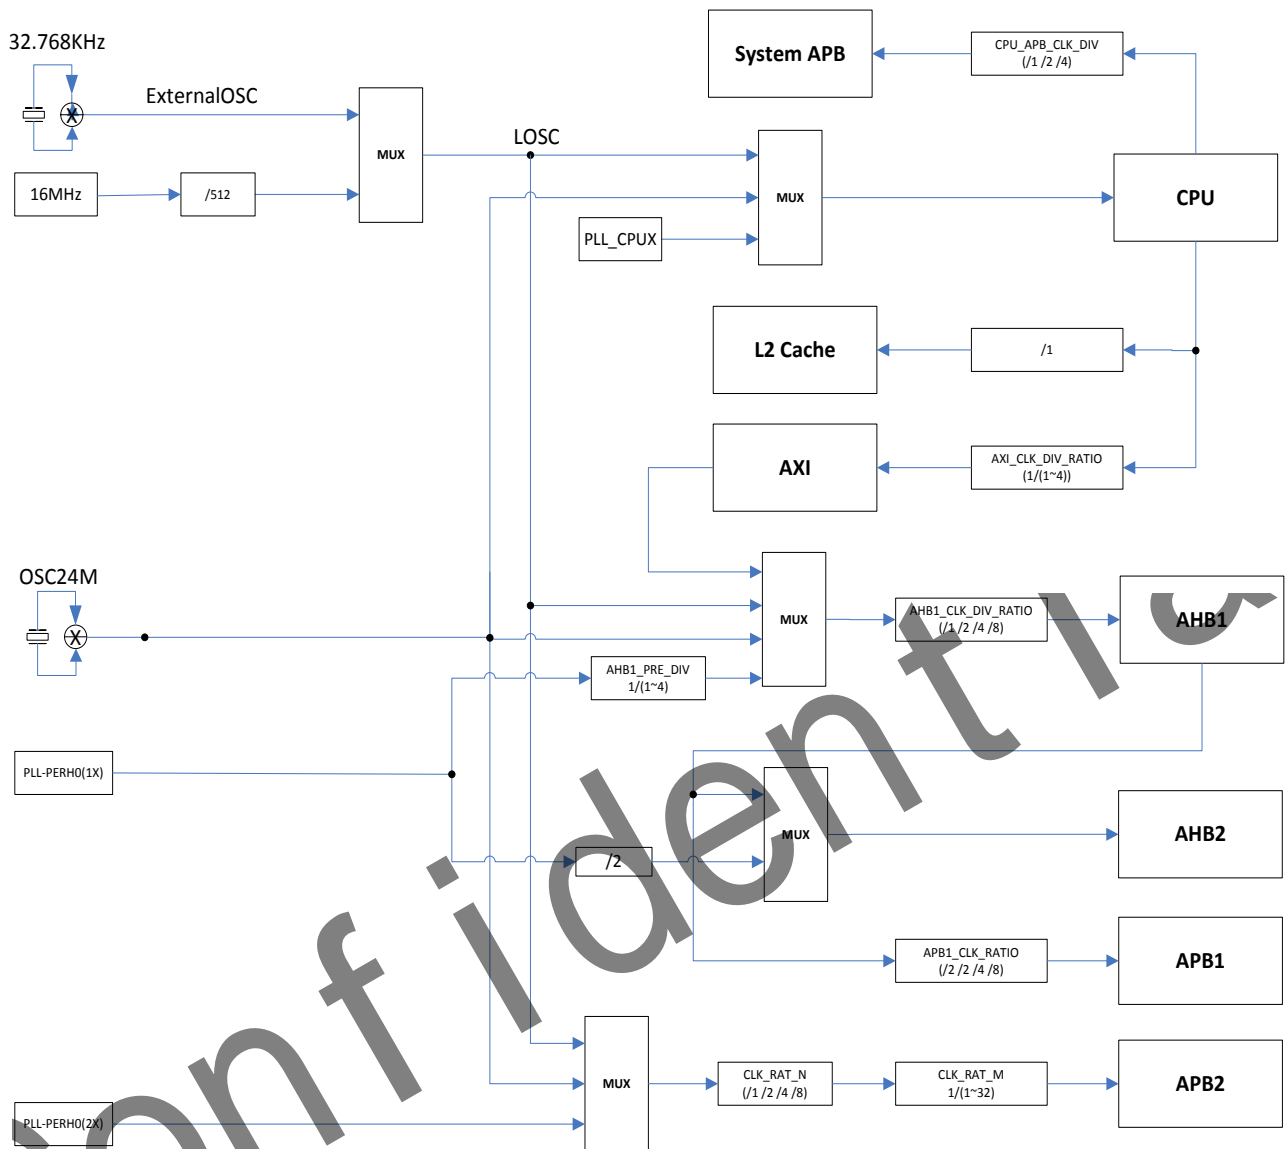 32.768KHz
ExternalOSC
MUX
16MHz
/512
LOSC
System APB
CPU_APB_CLK_DIV
(/1 /2 /4)
MUX
PLL_CPUX
CPU
L2 Cache
/1
AXI
AXI_CLK_DIV_RATIO
(1/(1~4))
OSC24M
MUX
AHB1_CLK_DIV_RATIO
(/1 /2 /4 /8)
AHB1
AHB1_PRE_DIV
1/(1~4)
PLL-PERH0(1X)
MUX
/2
AHB2
APB1_CLK_RATIO
(/2 /2 /4 /8)
APB1
MUX
CLK_RAT_N
(/1 /2 /4 /8)
CLK_RAT_M
1/(1~32)
APB2
PLL-PERH0(2X)
Confidentia